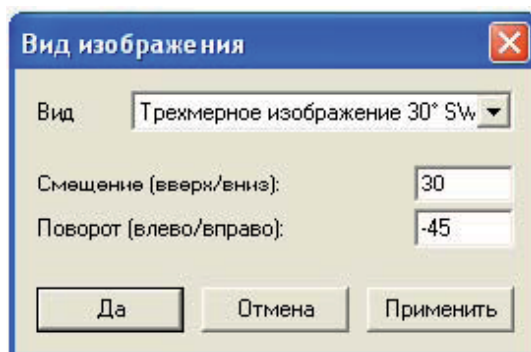 Вид изображения
Вид Трехмерное изображение 30° SW
Смещение (вверх/вниз): 30
Поворот (влево/вправо): -45
Да Отмена Применить